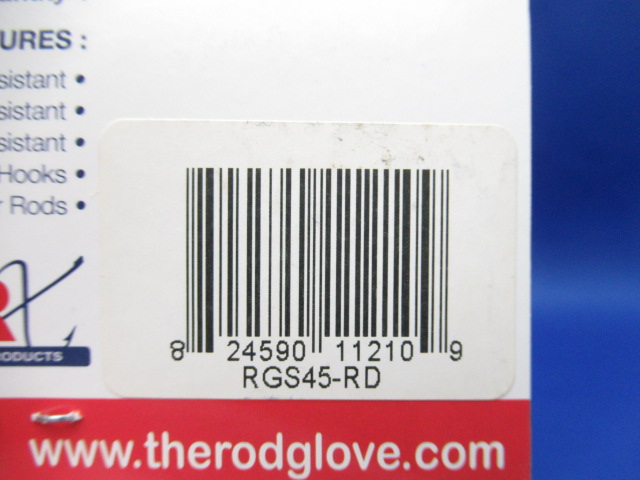 URES :
sistant •
sistant •
sistant •
Hooks •
r Rods •
R
RODUCTS
8 24590 11210 9
RGS45-RD
www.therodglove.com